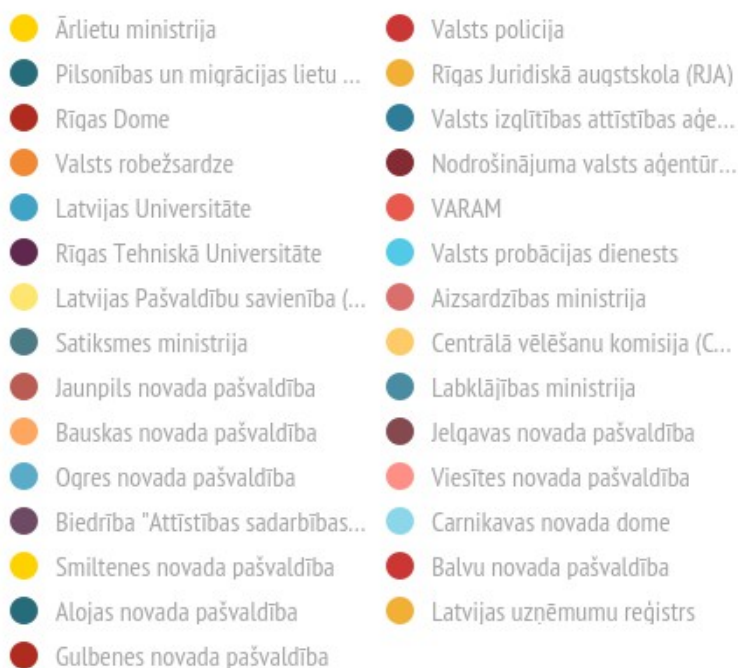 Ārlietu ministrija
Pilsonības un migrācijas lietu ...
Rīgas Dome
Valsts robežsardze
Latvijas Universitāte
Rīgas Tehniskā Universitāte
Latvijas Pašvaldību savienība (...
Satiksmes ministrija
Jaunpils novada pašvaldība
Bauskas novada pašvaldība
Ogres novada pašvaldība
Biedrība "Attīstības sadarbības...
Smiltenes novada pašvaldība
Alojas novada pašvaldība
Gulbenes novada pašvaldība
Valsts policija
Rīgas Juridiskā augstskola (RJA)
Valsts izglītības attīstības aģe...
Nodrošinājuma valsts aģentūr...
VARAM
Valsts probācijas dienests
Aizsardzības ministrija
Centrālā vēlēšanu komisija (C...
Labklājības ministrija
Jelgavas novada pašvaldība
Viesītes novada pašvaldība
Carnikavas novada dome
Balvu novada pašvaldība
Latvijas uzņēmumu reģistrs